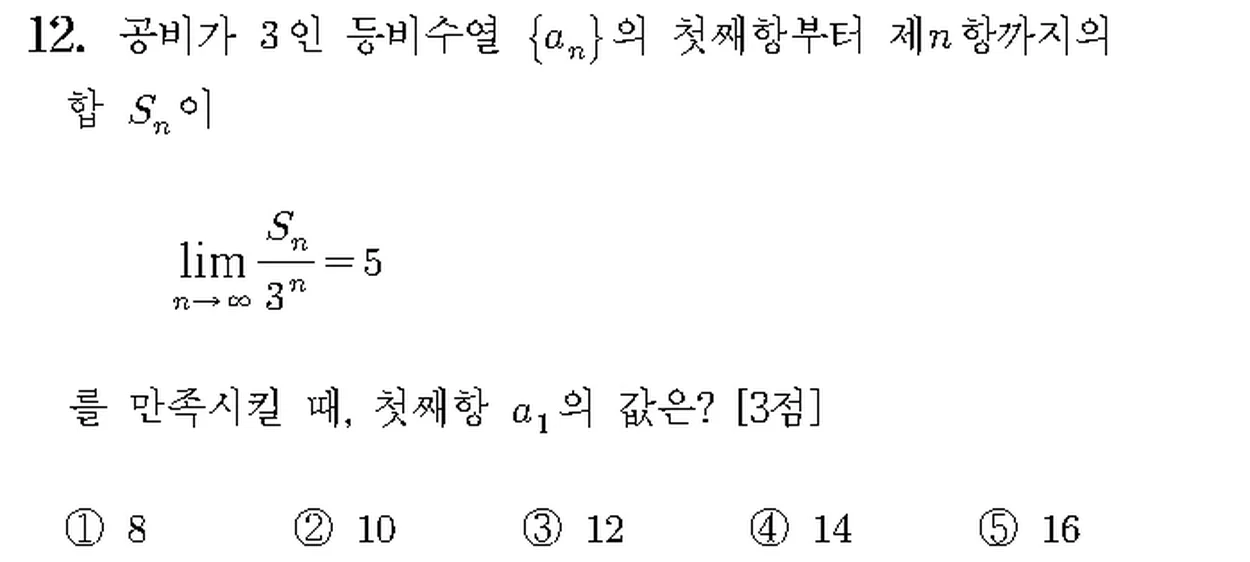 12. 공비가 3인 등비수열 {aₙ}의 첫째항부터 제n항까지의
합 Sₙ이
lim_{n→∞} Sₙ/3ⁿ = 5
를 만족시킬 때, 첫째항 a₁의 값은? [3점]
① 8 ② 10 ③ 12 ④ 14 ⑤ 16